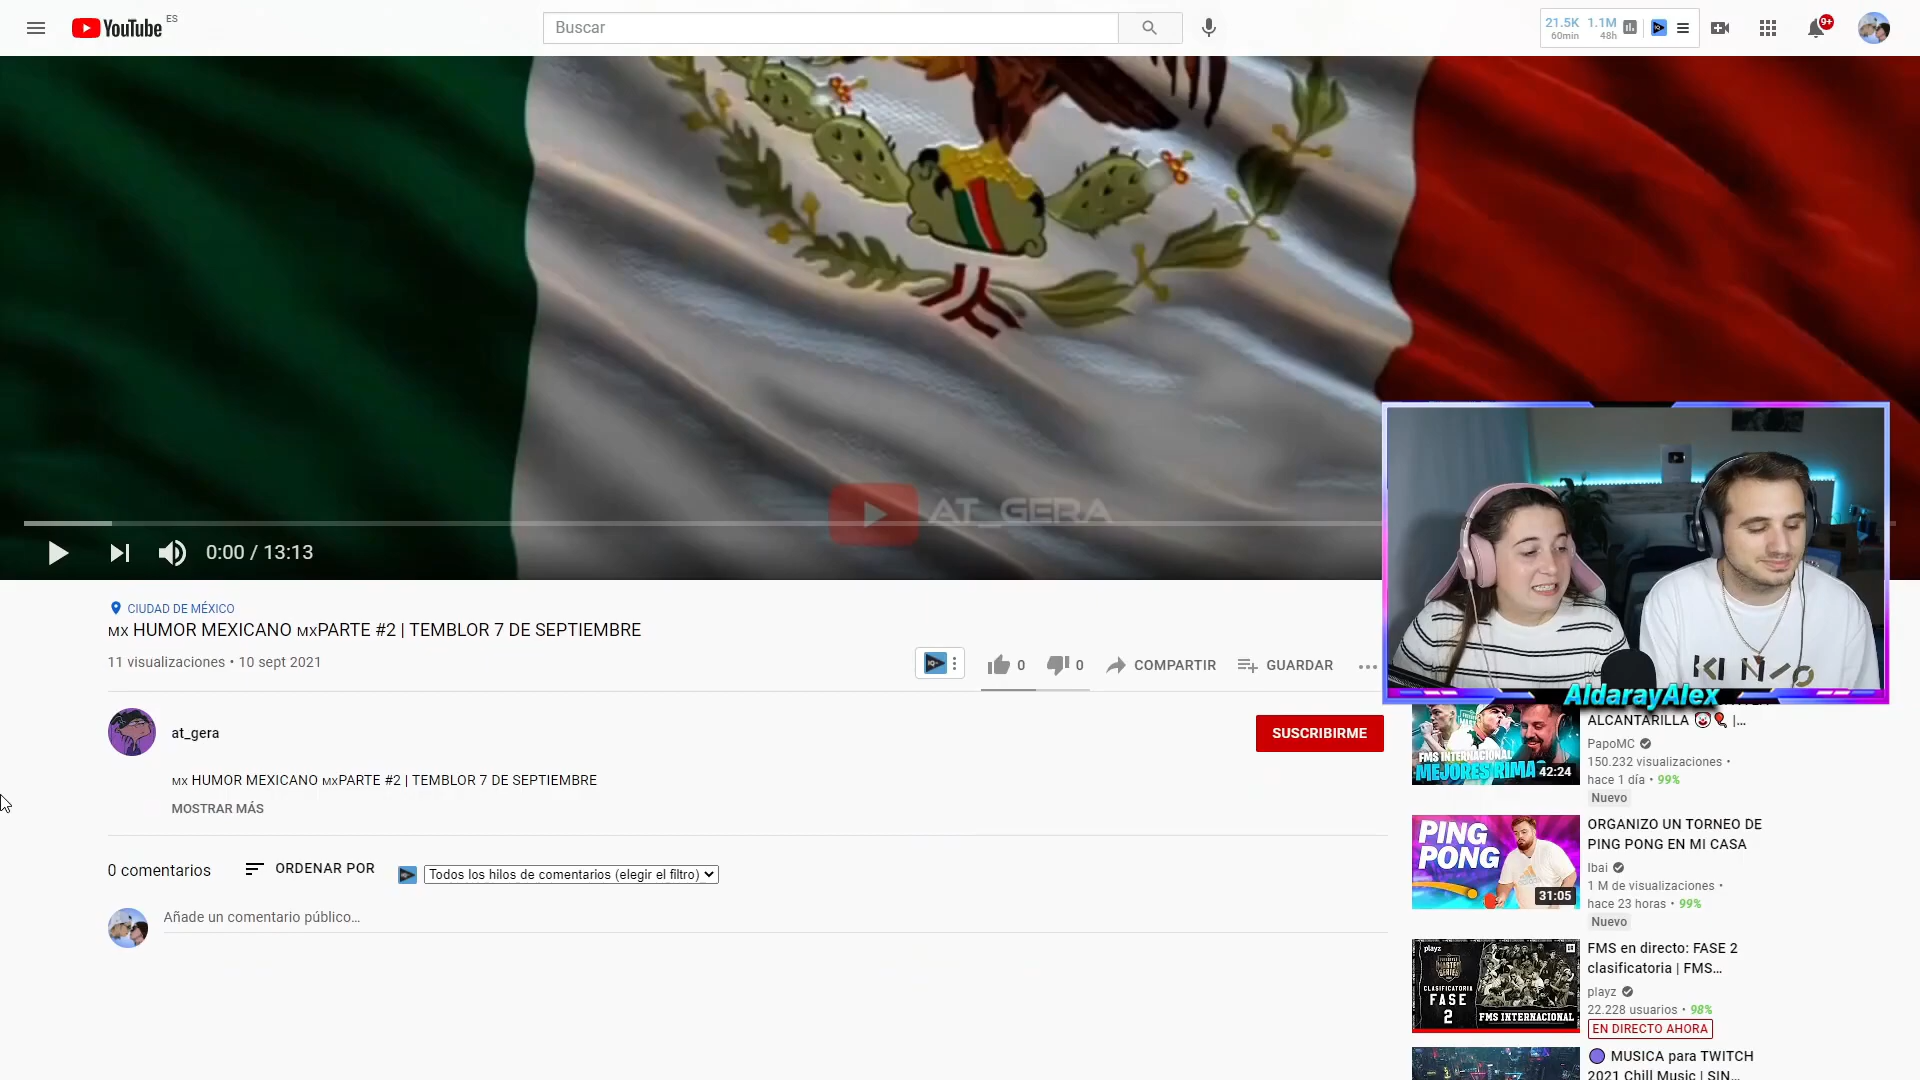 YouTube ES
Buscar
21.5K 1.1M
60min 48h
9+
AT_GERA
0:00 / 13:13
CIUDAD DE MÉXICO
MX HUMOR MEXICANO MXPARTE #2 | TEMBLOR 7 DE SEPTIEMBRE
11 visualizaciones • 10 sept 2021
0
0
COMPARTIR
GUARDAR
at_gera
SUSCRIBIRME
MX HUMOR MEXICANO MXPARTE #2 | TEMBLOR 7 DE SEPTIEMBRE
MOSTRAR MÁS
0 comentarios
ORDENAR POR
Todos los hilos de comentarios (elegir el filtro)
Añade un comentario público...
AldarayAlex
FMS INTERNACIONAL
MEJORES RIMA
42:24
ALCANTARILLA 🤡🎈 |...
PapoMC
150.232 visualizaciones •
hace 1 día • 99%
Nuevo
PING
PONG
31:05
ORGANIZO UN TORNEO DE
PING PONG EN MI CASA
Ibai
1 M de visualizaciones •
hace 23 horas • 99%
Nuevo
playz
CLASIFICATORIA
FASE
2
FMS INTERNACIONAL
FMS en directo: FASE 2
clasificatoria | FMS...
playz
22.228 usuarios • 98%
EN DIRECTO AHORA
🟣 MUSICA para TWITCH
2021 Chill Music | SIN...